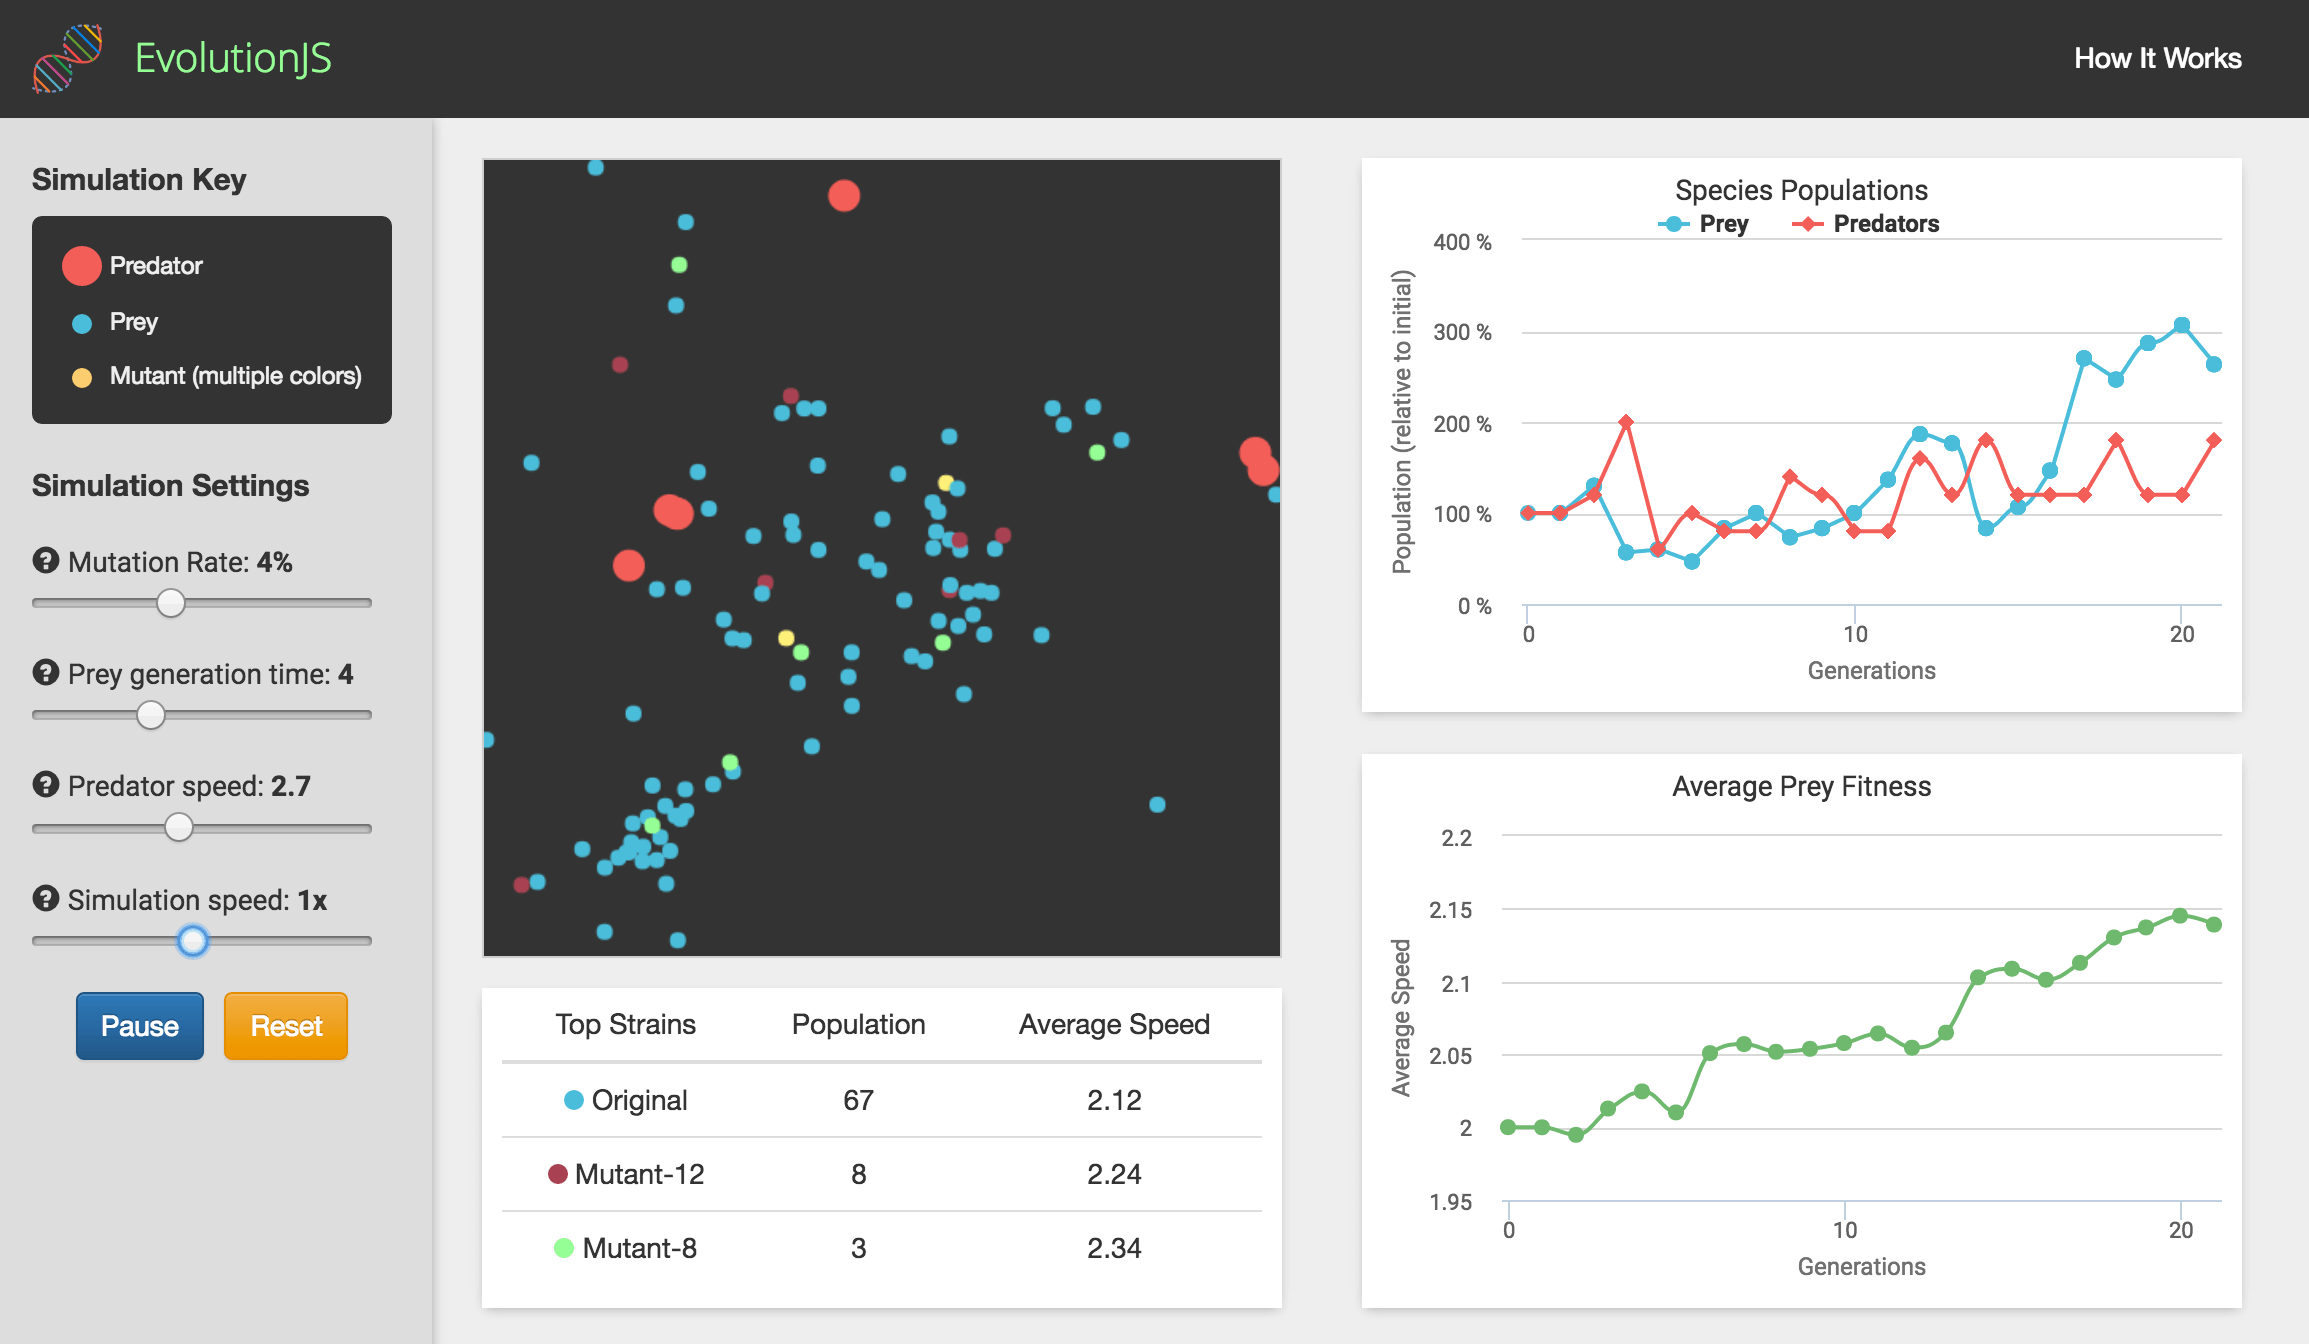 EvolutionJS
How It Works
Simulation Key
Predator
Prey
Mutant (multiple colors)
Simulation Settings
? Mutation Rate: 4%
? Prey generation time: 4
? Predator speed: 2.7
? Simulation speed: 1x
Pause
Reset
Top Strains Population Average Speed
Original 67 2.12
Mutant-12 8 2.24
Mutant-8 3 2.34
Species Populations
Prey Predators
Population (relative to initial)
400 %
300 %
200 %
100 %
0 %
0 10 20
Generations
Average Prey Fitness
Average Speed
2.2
2.15
2.1
2.05
2
1.95
0 10 20
Generations